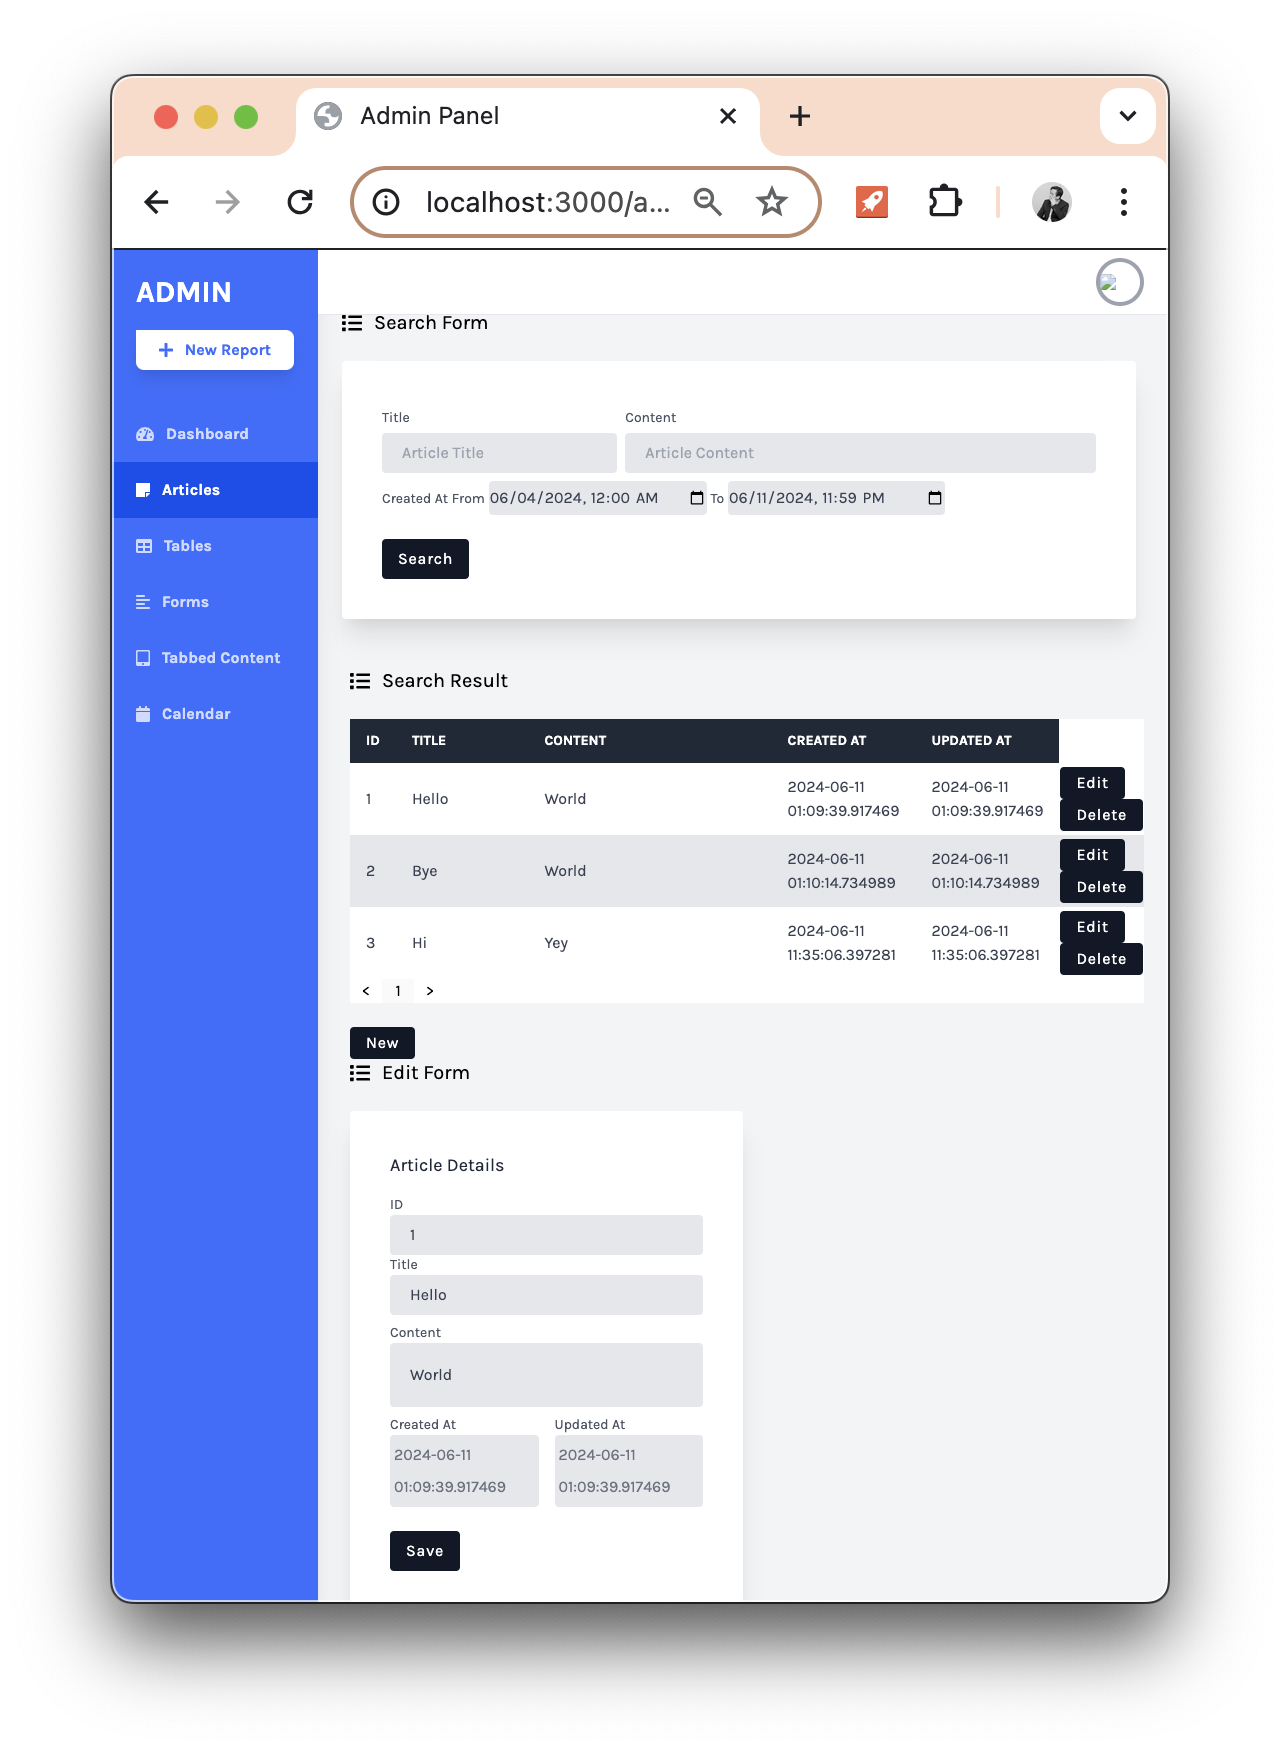 Admin Panel
localhost:3000/a...
ADMIN
New Report
Dashboard
Articles
Tables
Forms
Tabbed Content
Calendar
Search Form
Title Content
Article Title Article Content
Created At From 06/04/2024, 12:00 AM To 06/11/2024, 11:59 PM
Search
Search Result
ID TITLE CONTENT CREATED AT UPDATED AT
1 Hello World 2024-06-11 01:09:39.917469 2024-06-11 01:09:39.917469 Edit Delete
2 Bye World 2024-06-11 01:10:14.734989 2024-06-11 01:10:14.734989 Edit Delete
3 Hi Yey 2024-06-11 11:35:06.397281 2024-06-11 11:35:06.397281 Edit Delete
< 1 >
New
Edit Form
Article Details
ID
1
Title
Hello
Content
World
Created At Updated At
2024-06-11 2024-06-11
01:09:39.917469 01:09:39.917469
Save